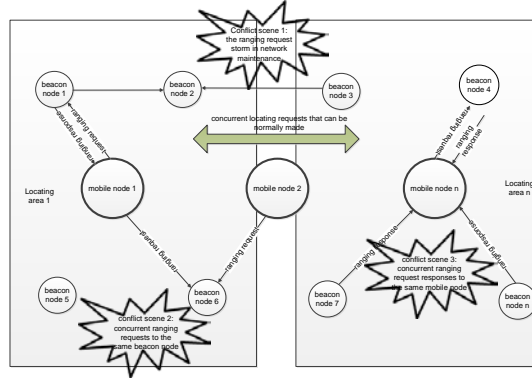 Conflict scene 1:
the ranging request
storm in network
maintenance
beacon
node 1
beacon
node 2
beacon
node 3
beacon
node 4
concurrent locating requests that can be
normally made
ranging request
ranging response
ranging request
ranging
response
Locating
area 1
mobile node 1
mobile node 2
mobile node n
Locating
area n
ranging request
ranging request
ranging response
ranging response
conflict scene 3:
concurrent ranging
request responses to
the same mobile node
beacon
node 5
conflict scene 2:
concurrent ranging
requests to the
same beacon node
beacon
node 6
beacon
node 7
beacon
node n